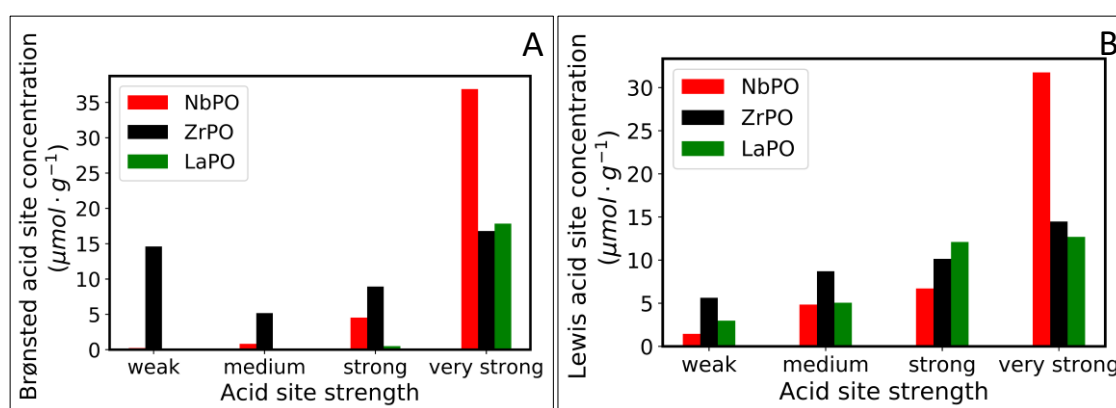 A
Brønsted acid site concentration
(μmol · g⁻¹)
35
30
25
20
15
10
5
0
NbPO
ZrPO
LaPO
weak medium strong very strong
Acid site strength
B
Lewis acid site concentration
(μmol · g⁻¹)
30
25
20
15
10
5
0
NbPO
ZrPO
LaPO
weak medium strong very strong
Acid site strength